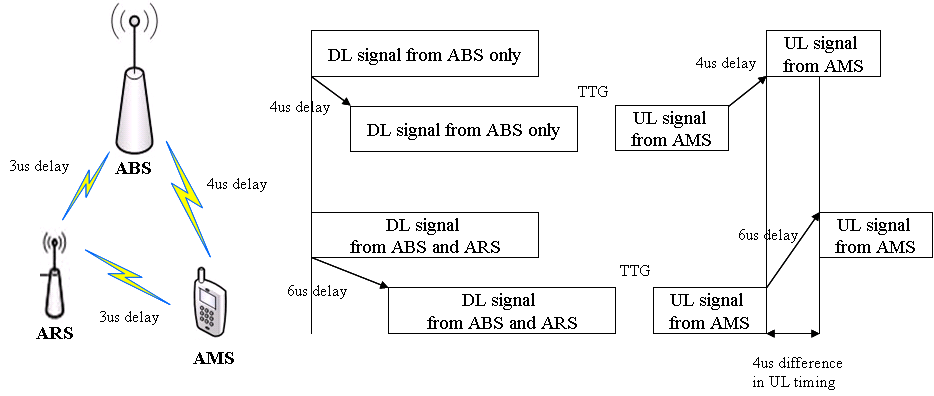 ABS
3us delay
4us delay
3us delay
ARS
AMS
DL signal from ABS only
4us delay
DL signal from ABS only
TTG
UL signal
from AMS
4us delay
UL signal
from AMS
DL signal
from ABS and ARS
6us delay
DL signal
from ABS and ARS
TTG
UL signal
from AMS
6us delay
UL signal
from AMS
4us difference
in UL timing